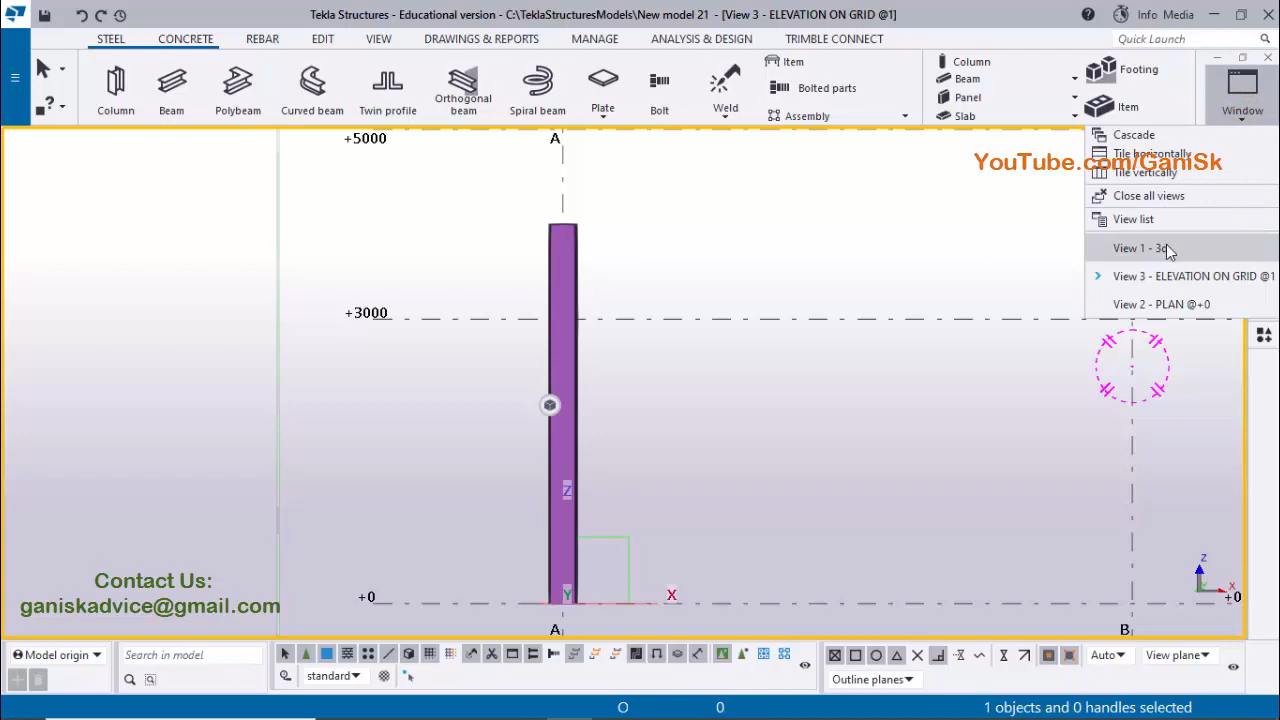 Tekla Structures - Educational version - C:\TeklaStructuresModels\New model 21 - [View 3 - ELEVATION ON GRID @1]
Info Media
STEEL CONCRETE REBAR EDIT VIEW DRAWINGS & REPORTS MANAGE ANALYSIS & DESIGN TRIMBLE CONNECT
Quick Launch
Column
Beam
Polybeam
Curved beam
Twin profile
Orthogonal
beam
Spiral beam
Plate
Bolt
Weld
Item
Bolted parts
Assembly
Column
Beam
Panel
Slab
Footing
Item
Window
Cascade
Tile horizontally
Tile vertically
YouTube.com/GaniSk
Close all views
View list
View 1 - 3d
View 3 - ELEVATION ON GRID @1
View 2 - PLAN @+0
+5000
A
+3000
Z
Y
X
+0
A
B
Z
Y
X
+0
Contact Us:
ganiskadvice@gmail.com
Model origin
Search in model
standard
Auto
View plane
Outline planes
O
0
1 objects and 0 handles selected